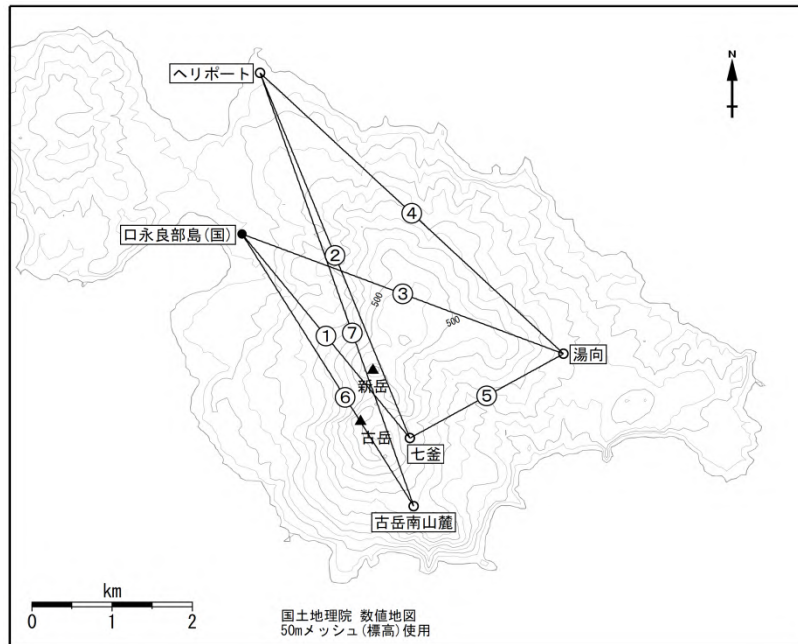 N
ヘリポート
④
口永良部島(国)
②
③
500
500
①
⑦
湯向
新岳
⑥
⑤
古岳
七釜
古岳南山麓
km
0 1 2
国土地理院 数値地図
50mメッシュ(標高)使用